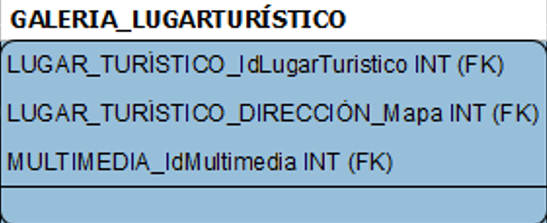 GALERIA_LUGARTURÍSTICO
LUGAR_TURÍSTICO_IdLugarTuristico INT (FK)
LUGAR_TURÍSTICO_DIRECCIÓN_Mapa INT (FK)
MULTIMEDIA_IdMultimedia INT (FK)